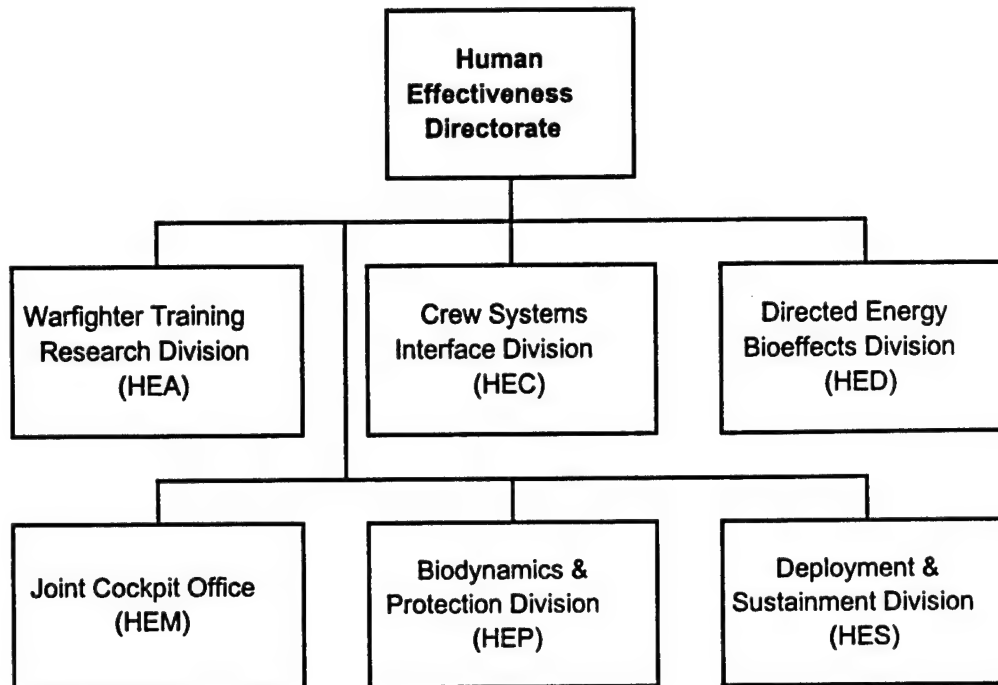 Human
Effectiveness
Directorate
Warfighter Training
Research Division
(HEA)
Crew Systems
Interface Division
(HEC)
Directed Energy
Bioeffects Division
(HED)
Joint Cockpit Office
(HEM)
Biodynamics &
Protection Division
(HEP)
Deployment &
Sustainment Division
(HES)